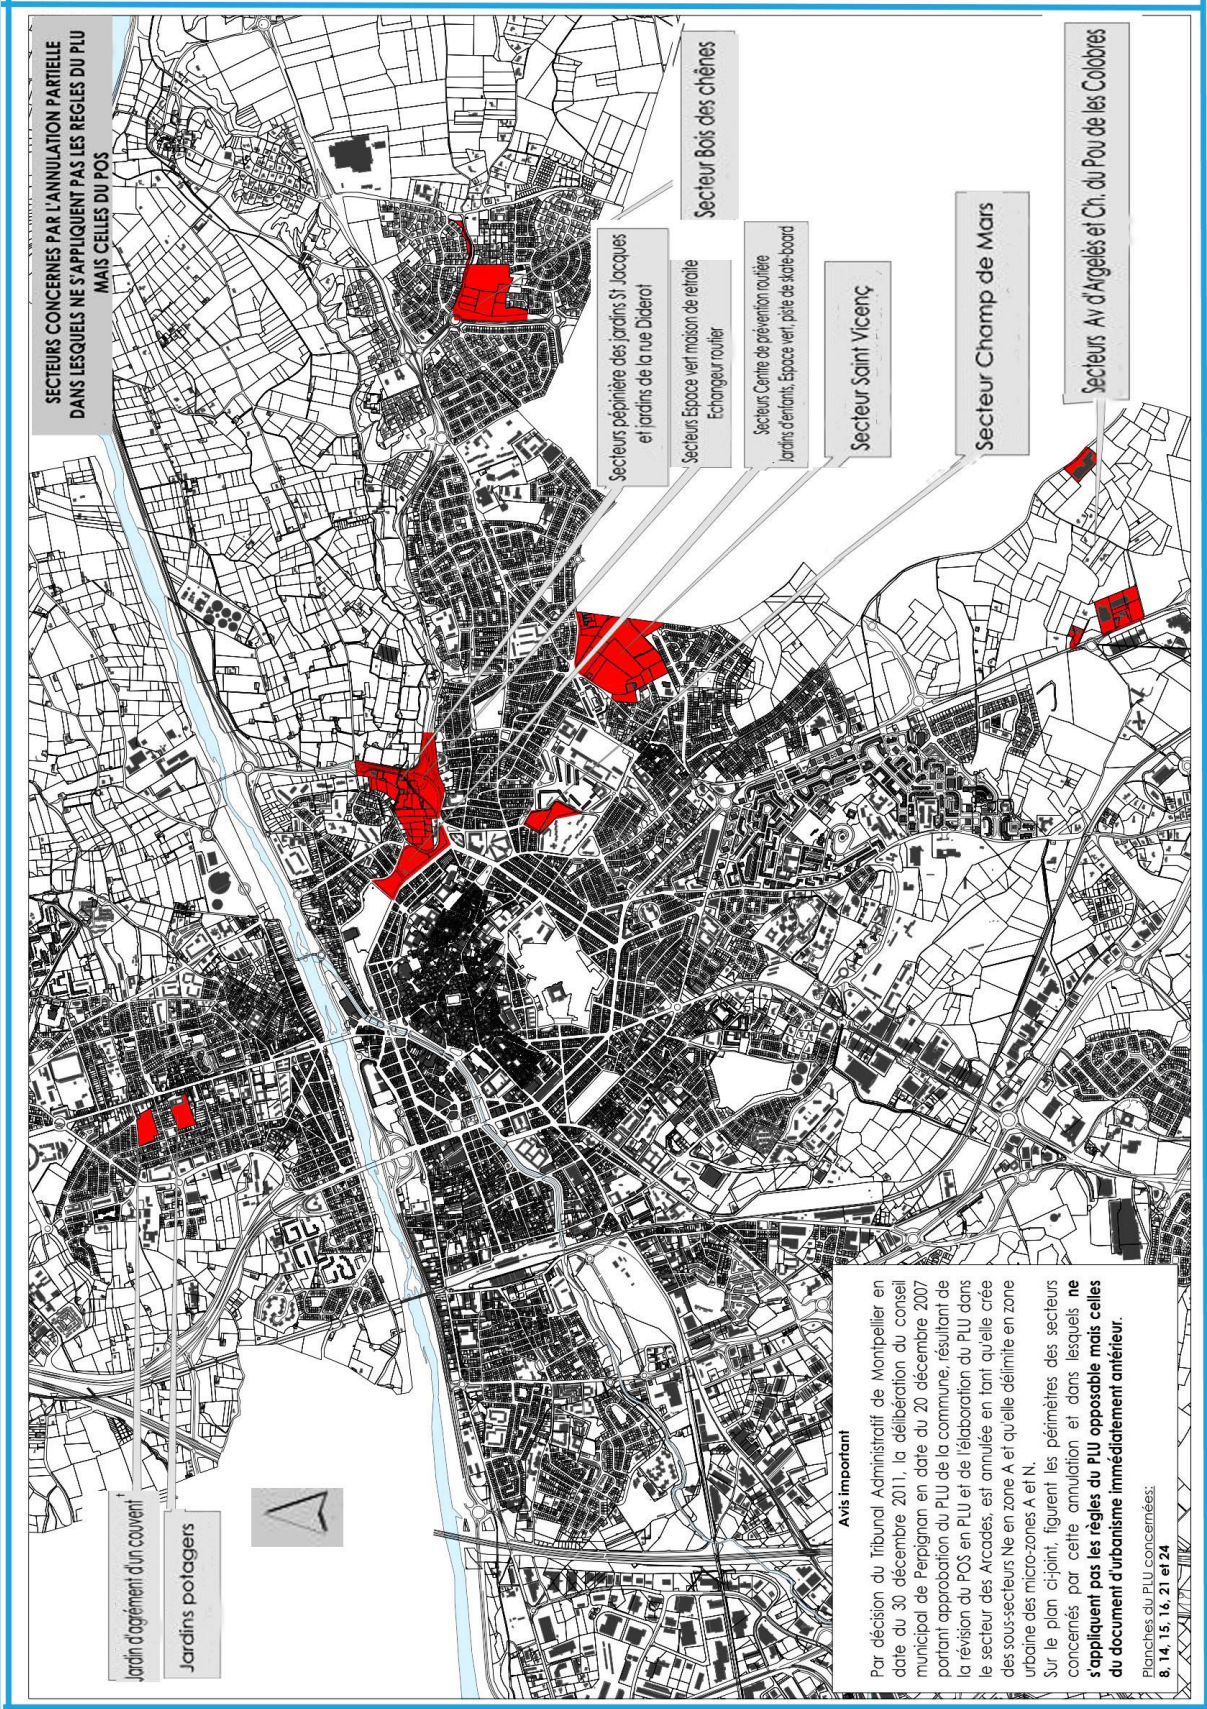 SECTEURS CONCERNES PAR L'ANNULATION PARTIELLE
DANS LESQUELS NE S'APPLIQUENT PAS LES REGLES DU PLU
MAIS CELLES DU POS
Jardin d'agrément d'un couvent
Jardins potagers
Secteur Bois des chênes
Secteurs pépinière des jardins St Jacques
et jardins de la rue Diderot
Secteurs Espace vert maison de retraite
Echangeur routier
Secteurs Centre de prévention routière
Jardins d'enfants, Espace vert, piste de skate-board
Secteur Saint Vicenç
Secteur Champ de Mars
Secteurs Av d'Argeles et Ch. du Pou de les Colobres
Avis important
Par décision du Tribunal Administratif de Montpellier en
date du 30 décembre 2011, la délibération du conseil
municipal de Perpignan en date du 20 décembre 2007
portant approbation du PLU de la commune, résultant de
la révision du POS en PLU et de l'élaboration du PLU dans
le secteur des Arcades, est annulée en tant qu'elle crée
des sous-secteurs Ne en zone A et qu'elle délimite en zone
urbaine des micro-zones A et N.
Sur le plan ci-joint, figurent les périmètres des secteurs
concernés par cette annulation et dans lesquels ne
s'appliquent pas les règles du PLU opposable mais celles
du document d'urbanisme immédiatement antérieur.
Planches du PLU concernées:
8, 14, 15, 16, 21 et 24